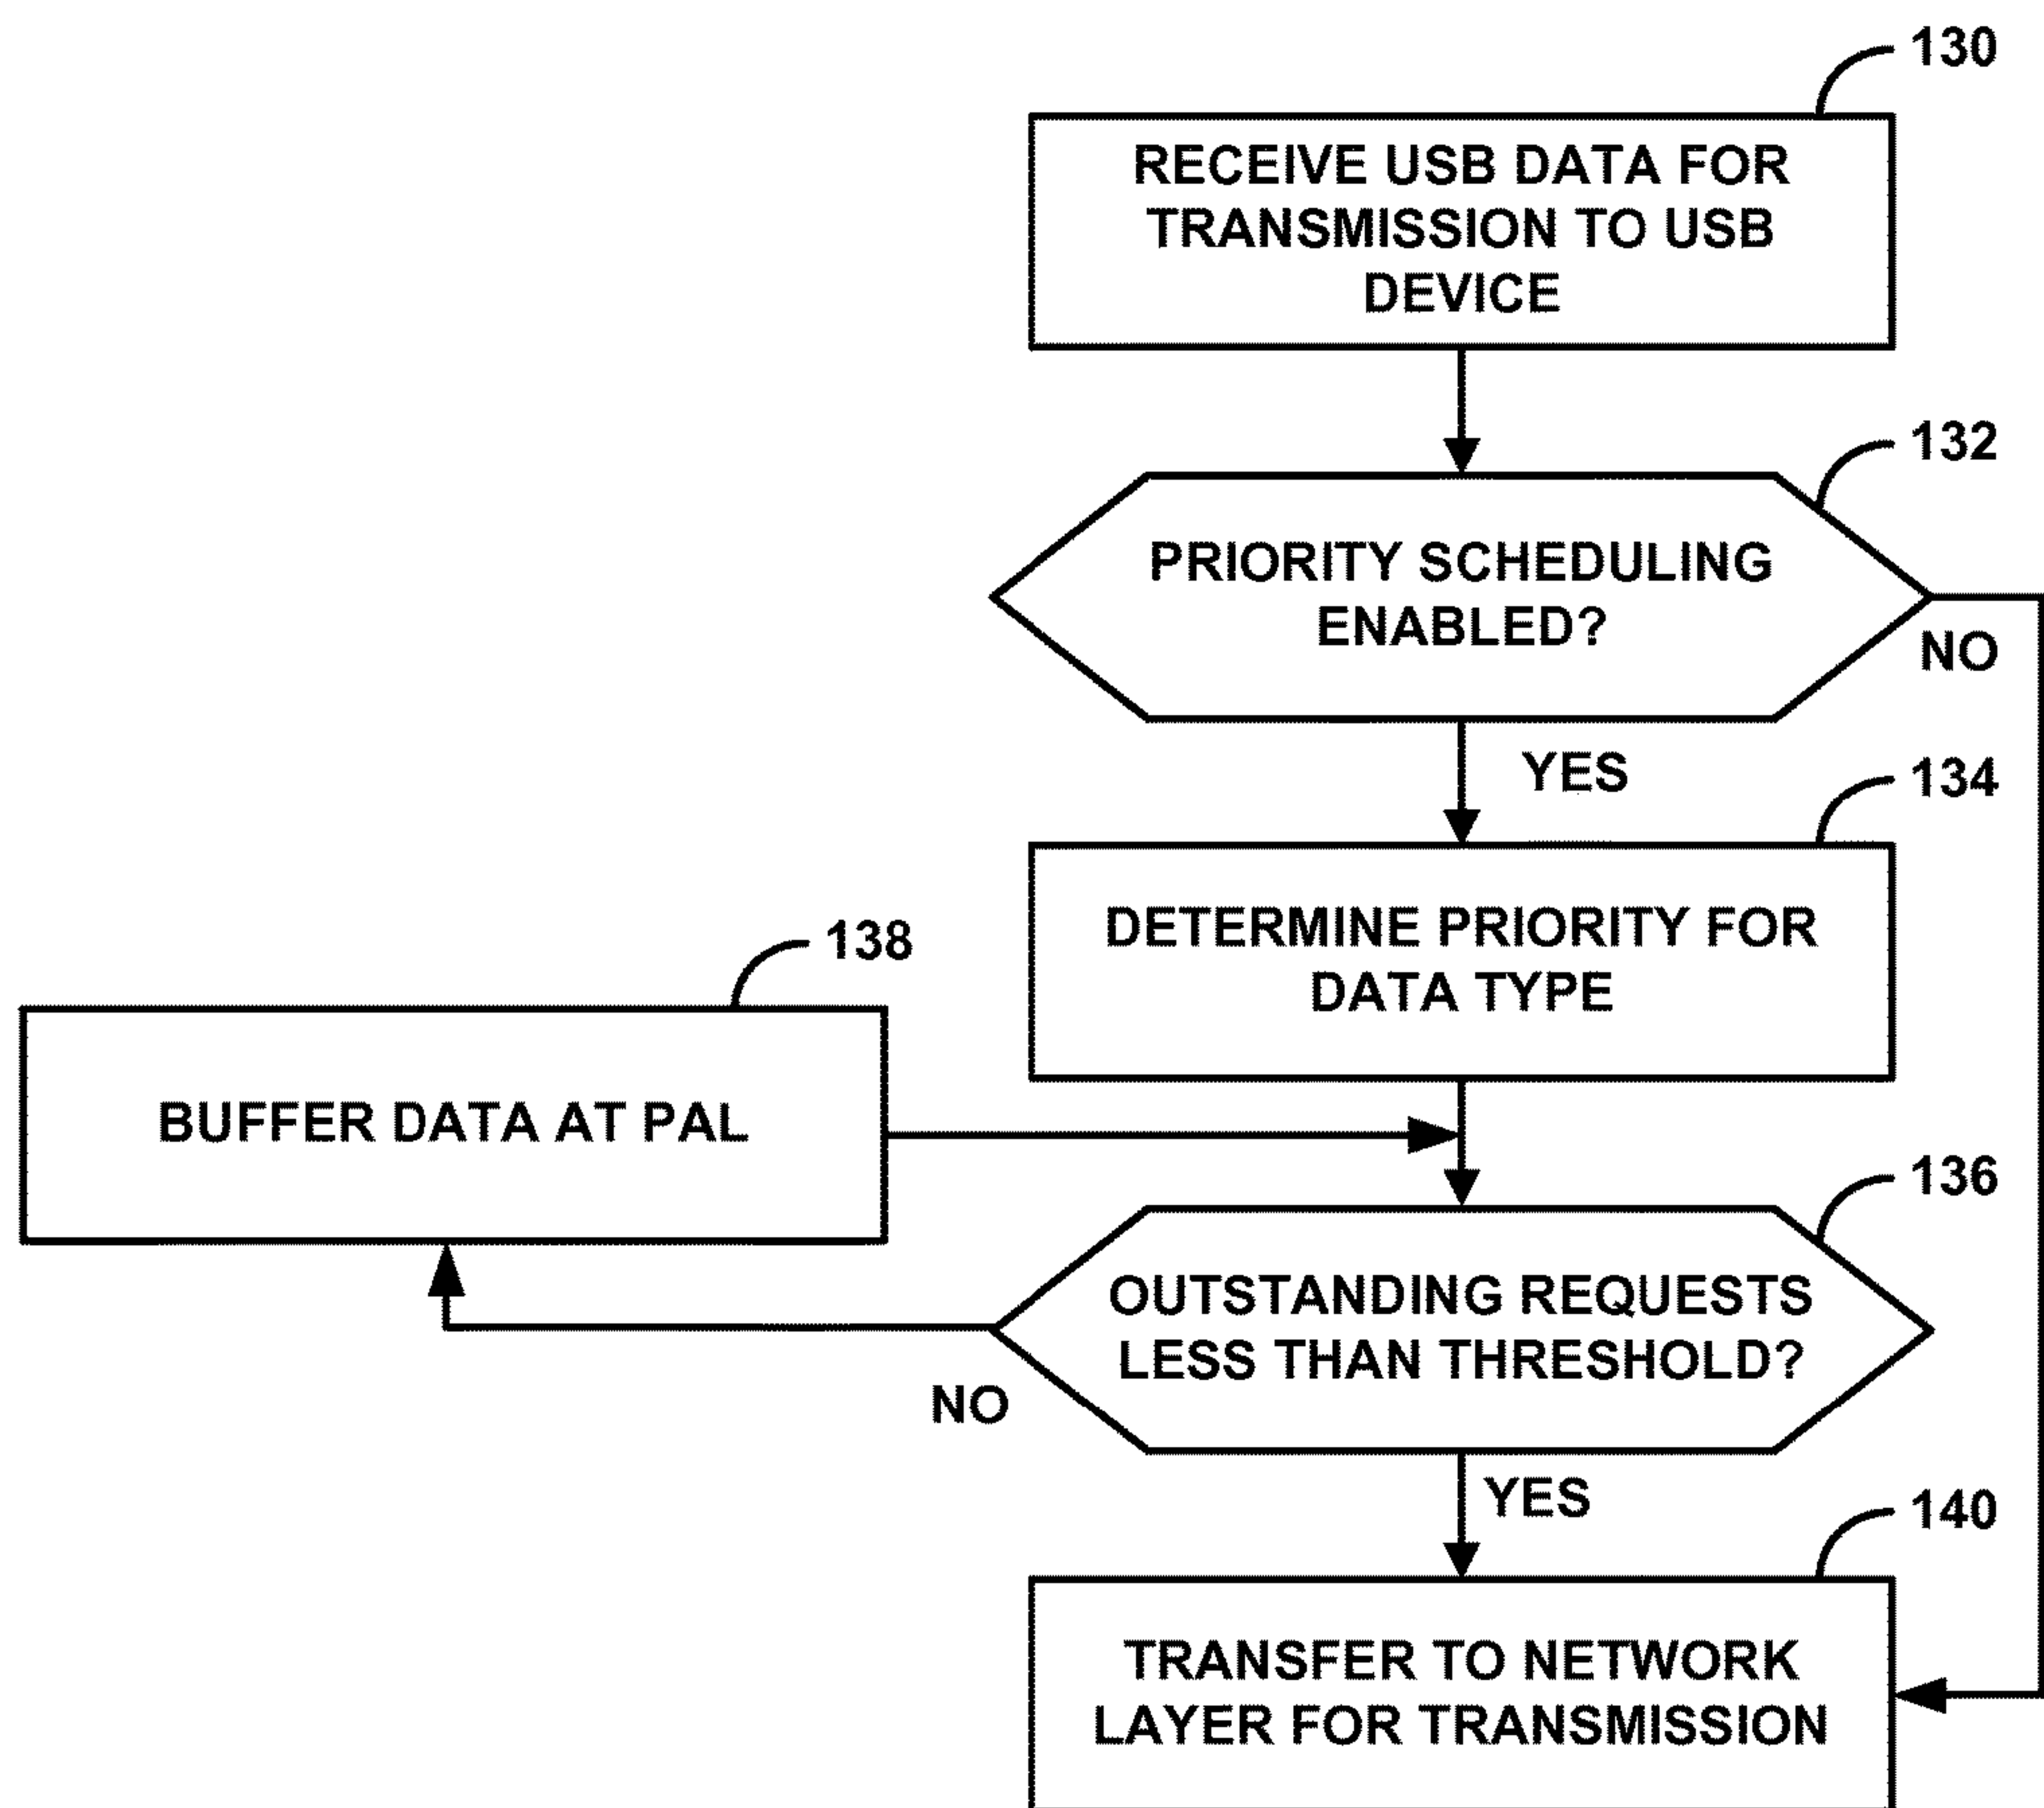 130
RECEIVE USB DATA FOR
TRANSMISSION TO USB
DEVICE
132
PRIORITY SCHEDULING
ENABLED?
NO
YES
134
DETERMINE PRIORITY FOR
DATA TYPE
138
BUFFER DATA AT PAL
136
OUTSTANDING REQUESTS
LESS THAN THRESHOLD?
NO
YES
140
TRANSFER TO NETWORK
LAYER FOR TRANSMISSION